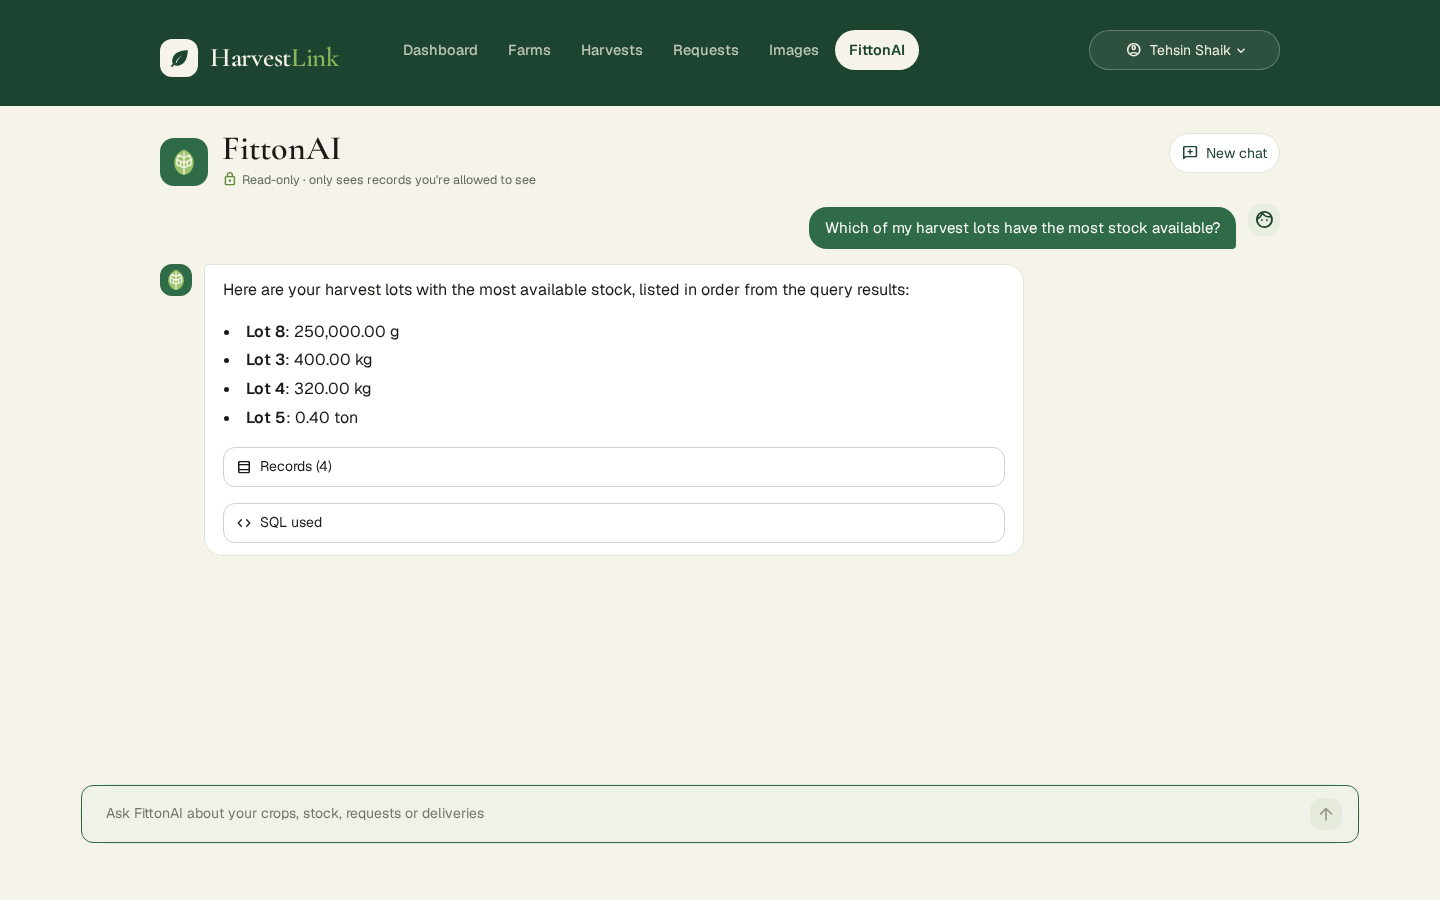 HarvestLink
Dashboard
Farms
Harvests
Requests
Images
FittonAI
Tehsin Shaik
FittonAI
Read-only · only sees records you're allowed to see
New chat
Which of my harvest lots have the most stock available?
Here are your harvest lots with the most available stock, listed in order from the query results:
• Lot 8: 250,000.00 g
• Lot 3: 400.00 kg
• Lot 4: 320.00 kg
• Lot 5: 0.40 ton
Records (4)
SQL used
Ask FittonAI about your crops, stock, requests or deliveries